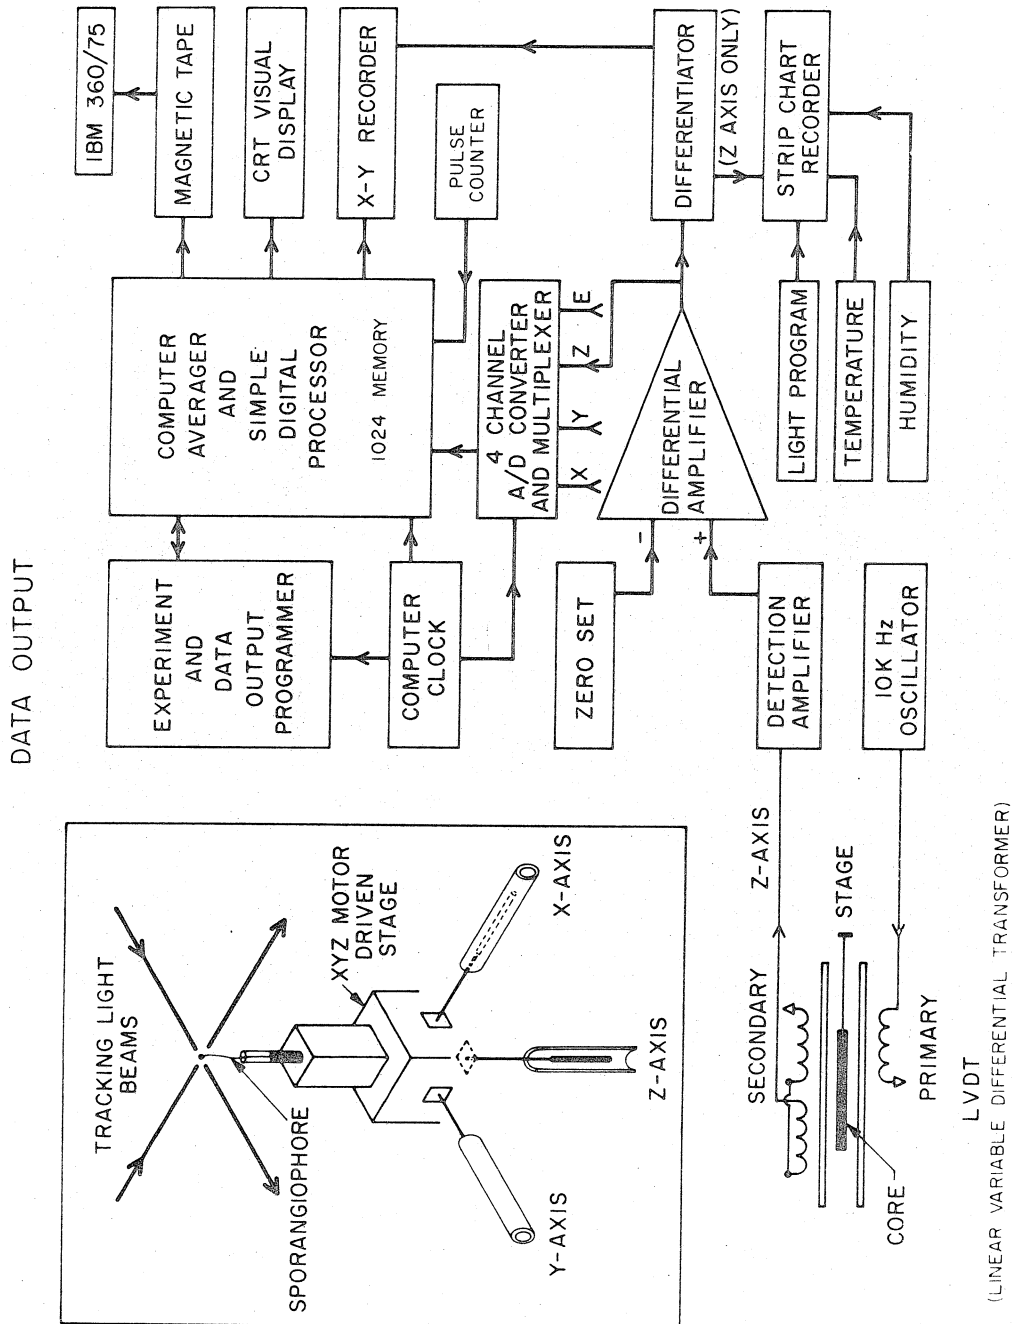 DATA OUTPUT
TRACKING LIGHT
BEAMS
SPORANGIOPHORE
XYZ MOTOR
DRIVEN
STAGE
Y-AXIS
Z-AXIS
X-AXIS
EXPERIMENT
AND
DATA
OUTPUT
PROGRAMMER
COMPUTER
AVERAGER
AND
SIMPLE
DIGITAL
PROCESSOR
1024 MEMORY
IBM 360/75
MAGNETIC TAPE
CRT VISUAL
DISPLAY
X-Y RECORDER
PULSE
COUNTER
COMPUTER
CLOCK
4 CHANNEL
A/D CONVERTER
AND MULTIPLEXER
X
Y
Z
E
ZERO SET
-
+
DIFFERENTIAL
AMPLIFIER
DIFFERENTIATOR
(Z AXIS ONLY)
STRIP CHART
RECORDER
LIGHT PROGRAM
TEMPERATURE
HUMIDITY
DETECTION
AMPLIFIER
10K Hz
OSCILLATOR
SECONDARY
Z-AXIS
STAGE
CORE
PRIMARY
LVDT
(LINEAR VARIABLE DIFFERENTIAL TRANSFORMER)